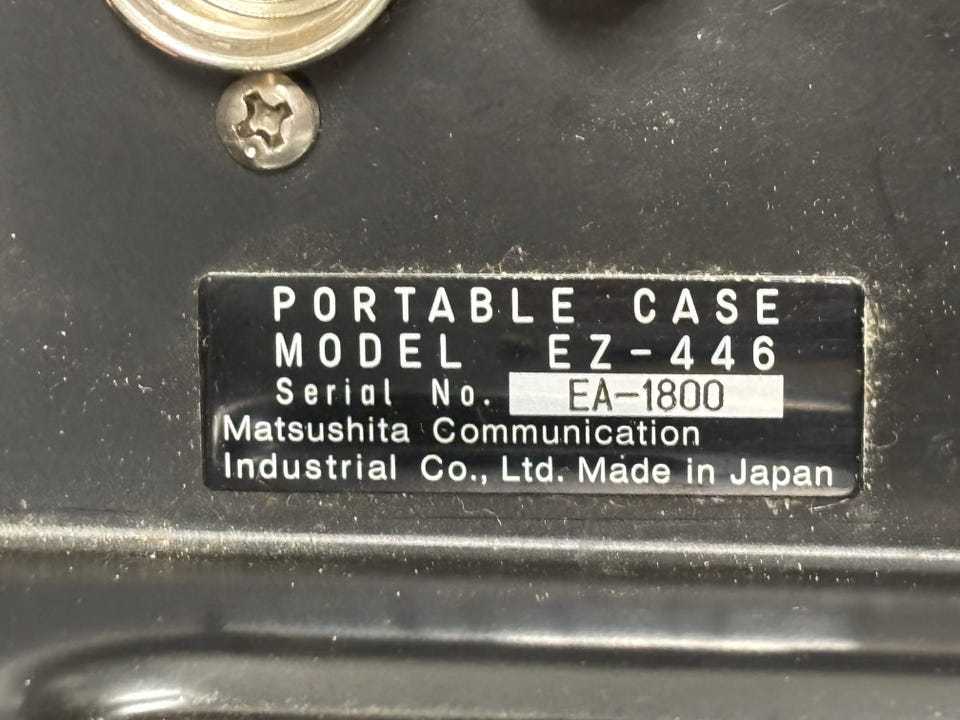 PORTABLE CASE
MODEL EZ-446
Serial No. EA-1800
Matsushita Communication
Industrial Co., Ltd. Made in Japan